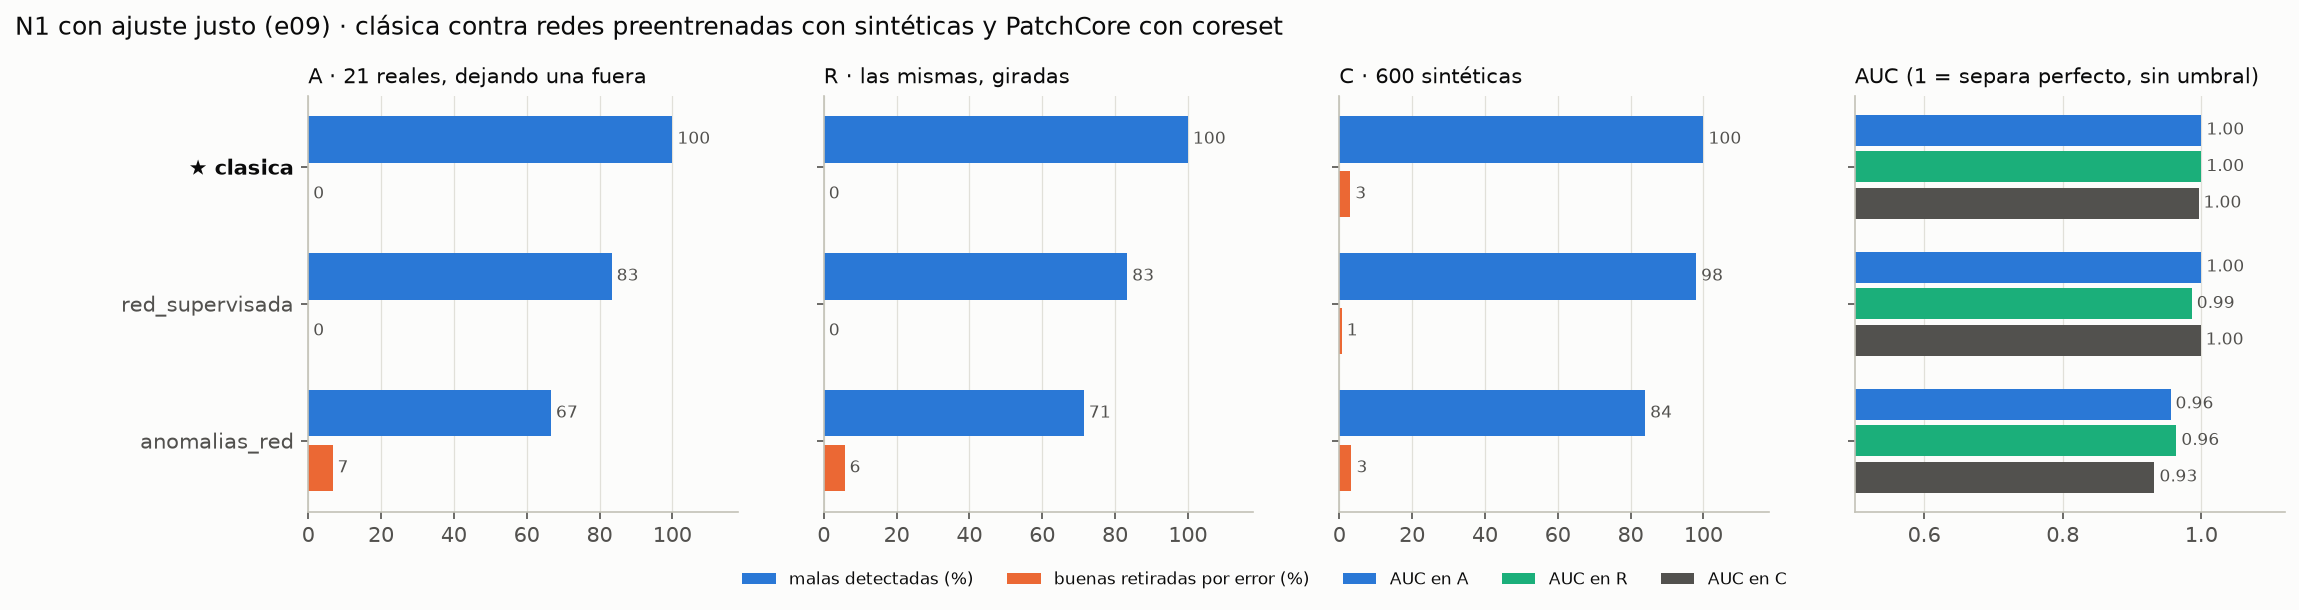 N1 con ajuste justo (e09) · clásica contra redes preentrenadas con sintéticas y PatchCore con coreset
A · 21 reales, dejando una fuera
R · las mismas, giradas
C · 600 sintéticas
AUC (1 = separa perfecto, sin umbral)
★ clasica
100
0
100
0
100
3
1.00
1.00
1.00
red_supervisada
83
0
83
0
98
1
1.00
0.99
1.00
anomalias_red
67
7
71
6
84
3
0.96
0.96
0.93
0 20 40 60 80 100
0 20 40 60 80 100
0 20 40 60 80 100
0.6 0.8 1.0
malas detectadas (%) buenas retiradas por error (%) AUC en A AUC en R AUC en C